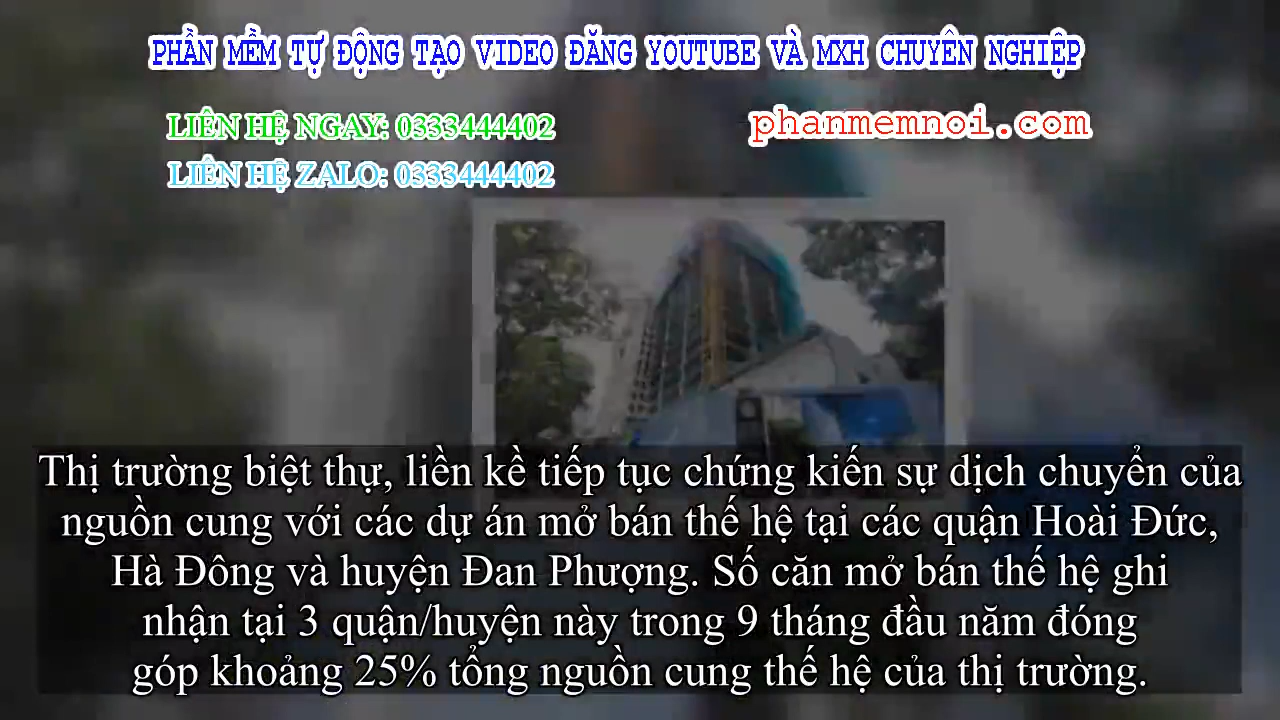 PHẦN MỀM TỰ ĐỘNG TẠO VIDEO ĐĂNG YOUTUBE VÀ MXH CHUYÊN NGHIỆP
LIÊN HỆ NGAY: 0333444402
phanmemnoi.com
LIÊN HỆ ZALO: 0333444402
Thị trường biệt thự, liền kề tiếp tục chứng kiến sự dịch chuyển của
nguồn cung với các dự án mở bán thế hệ tại các quận Hoài Đức,
Hà Đông và huyện Đan Phượng. Số căn mở bán thế hệ ghi
nhận tại 3 quận/huyện này trong 9 tháng đầu năm đóng
góp khoảng 25% tổng nguồn cung thế hệ của thị trường.